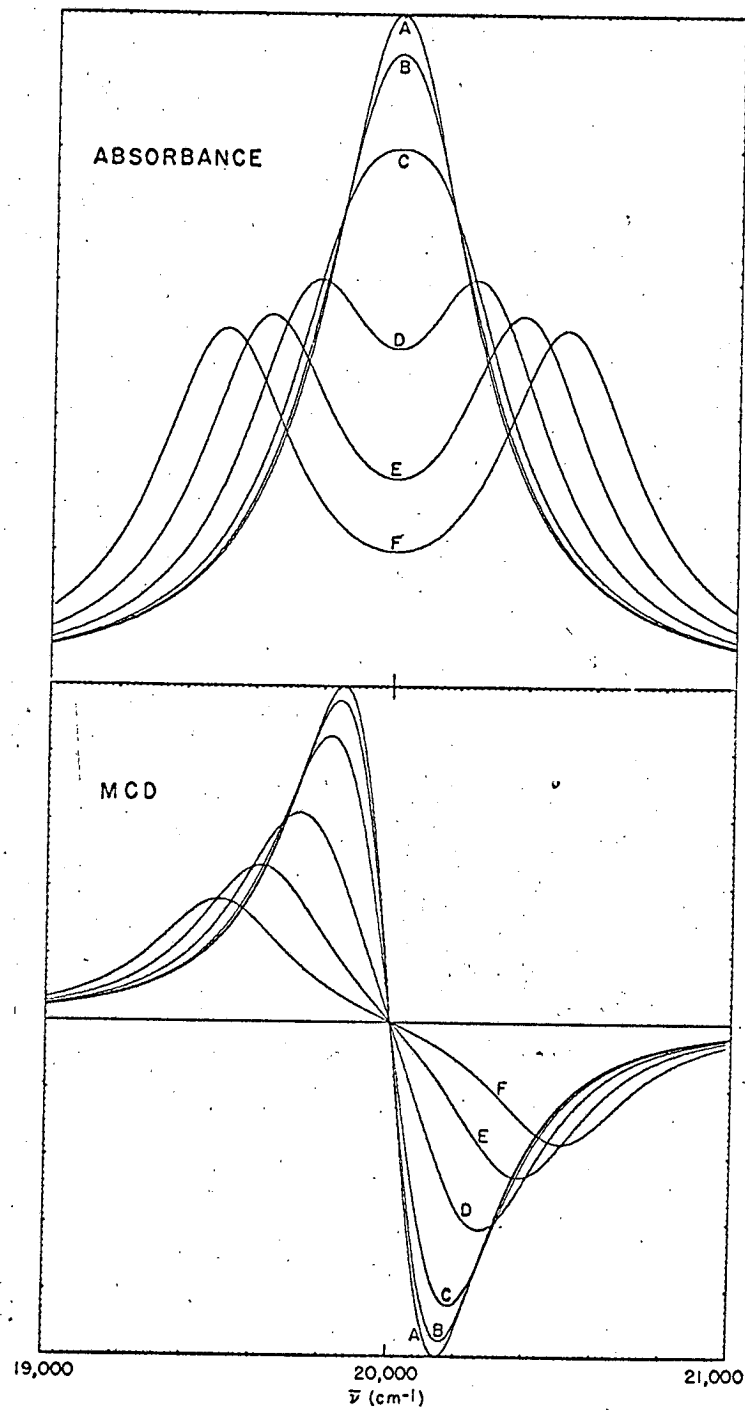 A
B
ABSORBANCE
C
D
E
F
MCD
F
E
D
C
A B
19,000 20,000 21,000
ν̄ (cm-1)